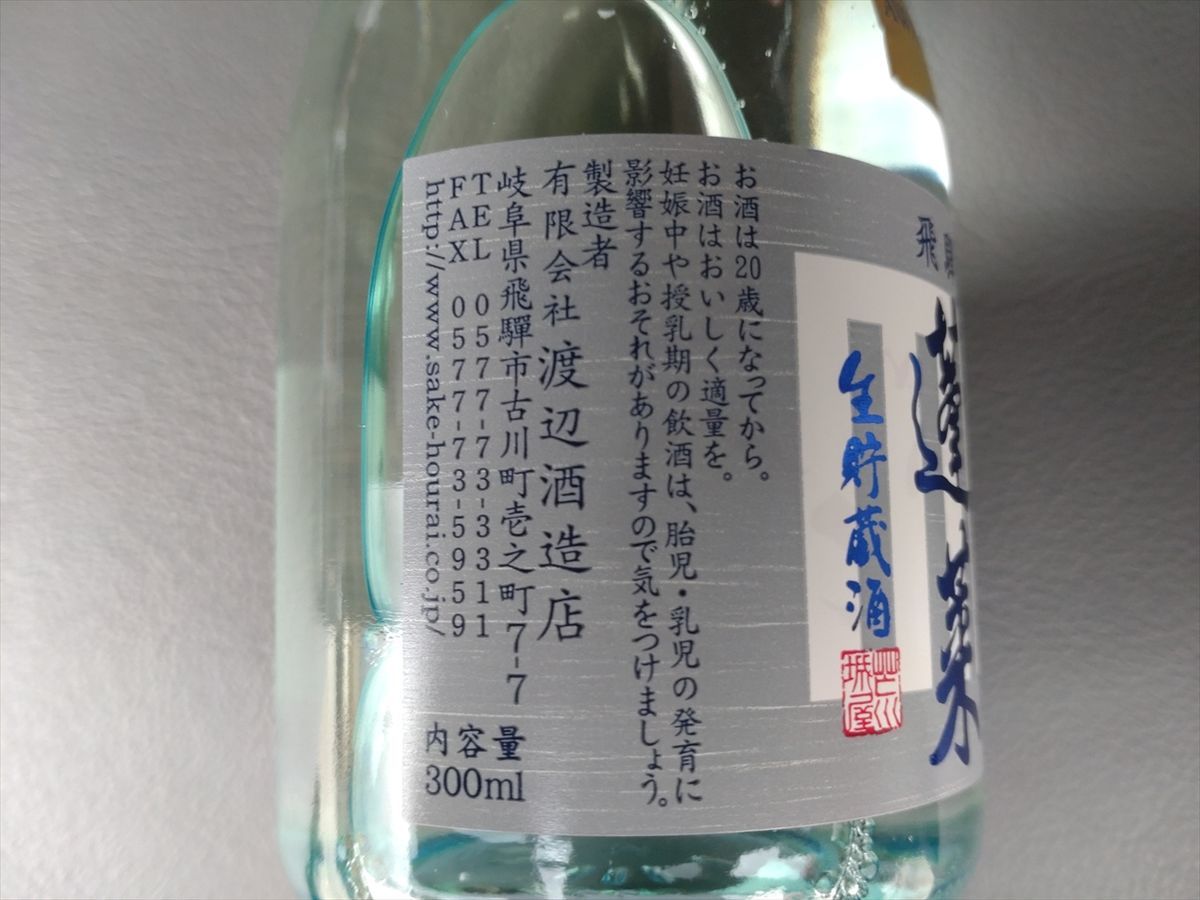 飛騨
蓬莱
生貯蔵酒
お酒は20歳になってから。
お酒はおいしく適量を。
妊娠中や授乳期の飲酒は、胎児・乳児の発育に
影響するおそれがありますので気をつけましょう。
製造者
有限会社 渡辺酒造店
岐阜県飛驒市古川町壱之町7-7
TEL 0577-73-3311
FAX 0577-73-5959
http://www.sake-hourai.co.jp/
内容量
300ml